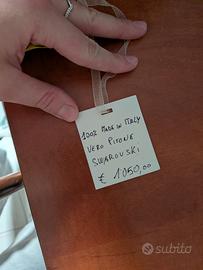 100% MADE IN ITALY
VERO PITONE
SWAROVSKI
€ 1050,00
subito